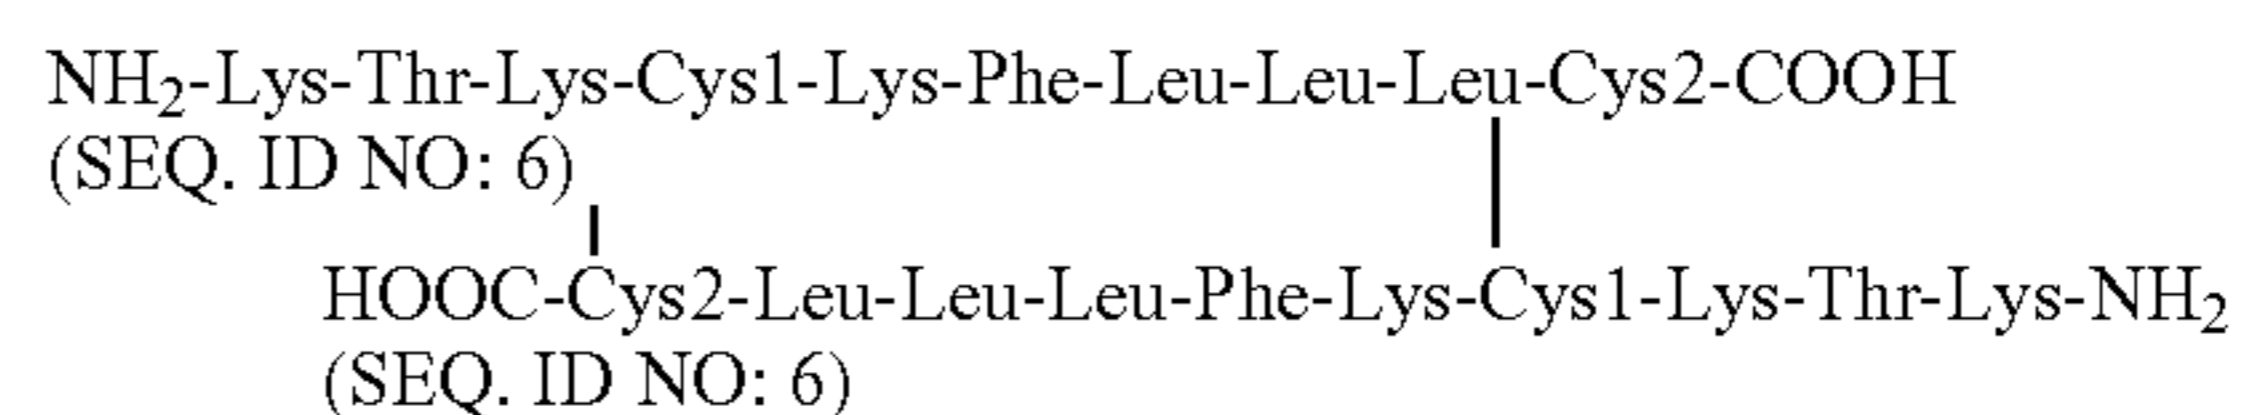 NH₂-Lys-Thr-Lys-Cys1-Lys-Phe-Leu-Leu-Leu-Cys2-COOH
(SEQ. ID NO: 6)
HOOC-Cys2-Leu-Leu-Leu-Phe-Lys-Cys1-Lys-Thr-Lys-NH₂
(SEQ. ID NO: 6)